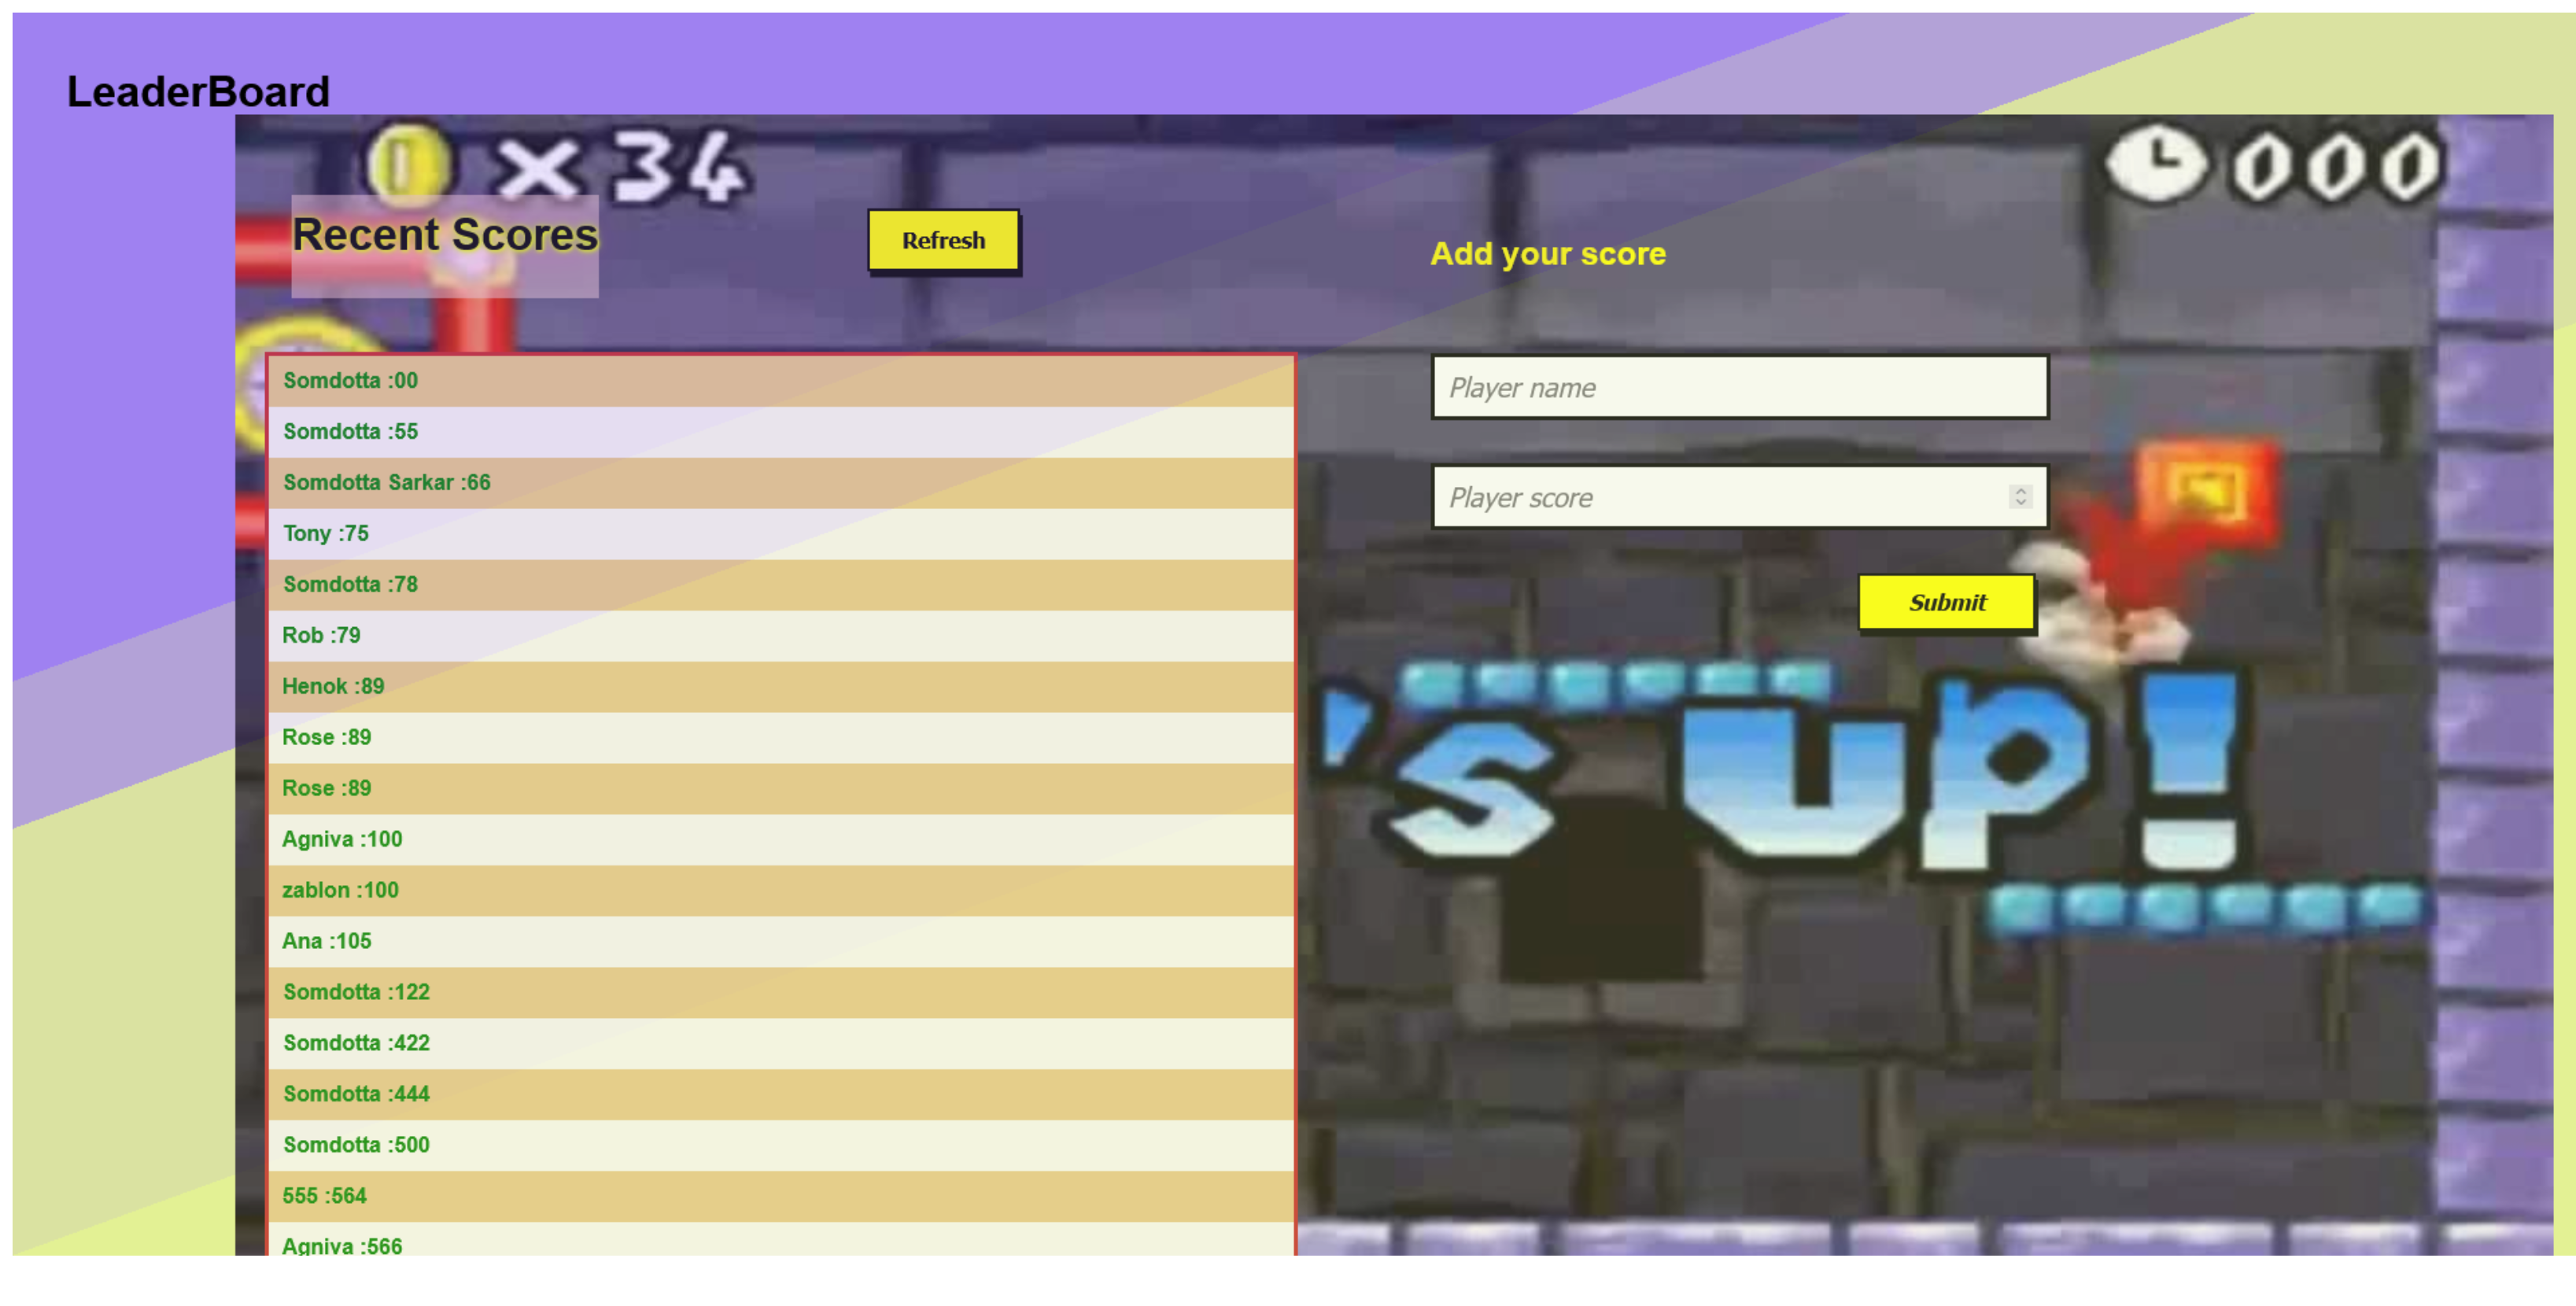 LeaderBoard
x 34
000
Recent Scores
Refresh
Add your score
Somdotta :00
Somdotta :55
Somdotta Sarkar :66
Tony :75
Somdotta :78
Rob :79
Henok :89
Rose :89
Rose :89
Agniva :100
zablon :100
Ana :105
Somdotta :122
Somdotta :422
Somdotta :444
Somdotta :500
555 :564
Agniva :566
Player name
Player score
Submit
's up!